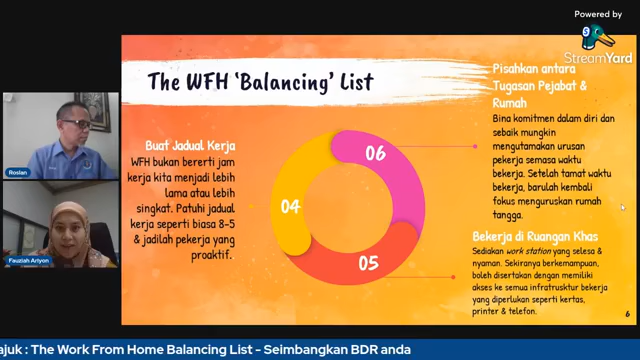 Powered by
StreamYard
The WFH ‘Balancing’ List
Buat Jadual Kerja
WFH bukan bererti jam
kerja kita menjadi lebih
lama atau lebih
singkat. Patuhi jadual
kerja seperti biasa 8-5
& jadilah pekerja yang
proaktif.
04
05
06
Pisahkan antara
Tugasan Pejabat &
Rumah
Bina komitmen dalam diri dan
sebaik mungkin
mengutamakan urusan
pekerja semasa waktu
bekerja. Setelah tamat waktu
bekerja, barulah kembali
fokus menguruskan rumah
tangga.
Bekerja di Ruangan Khas
Sediakan work station yang selesa &
nyaman. Sekiranya berkemampuan,
boleh disertakan dengan memiliki
akses ke semua infratrusktur bekerja
yang diperlukan seperti kertas,
printer & telefon.
6
Roslan
Fauziah Ariyon
ajuk : The Work From Home Balancing List - Seimbangkan BDR anda